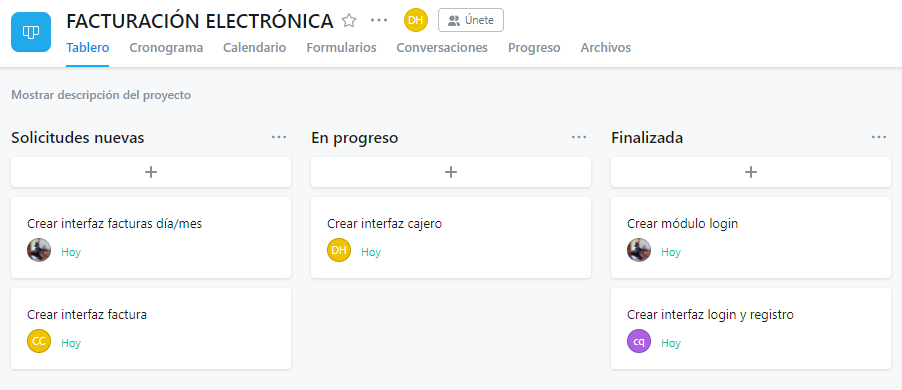 FACTURACIÓN ELECTRÓNICA DH Únete
Tablero Cronograma Calendario Formularios Conversaciones Progreso Archivos
Mostrar descripción del proyecto
Solicitudes nuevas
Crear interfaz facturas día/mes
Hoy
Crear interfaz factura
CC Hoy
En progreso
Crear interfaz cajero
DH Hoy
Finalizada
Crear módulo login
Hoy
Crear interfaz login y registro
cq Hoy